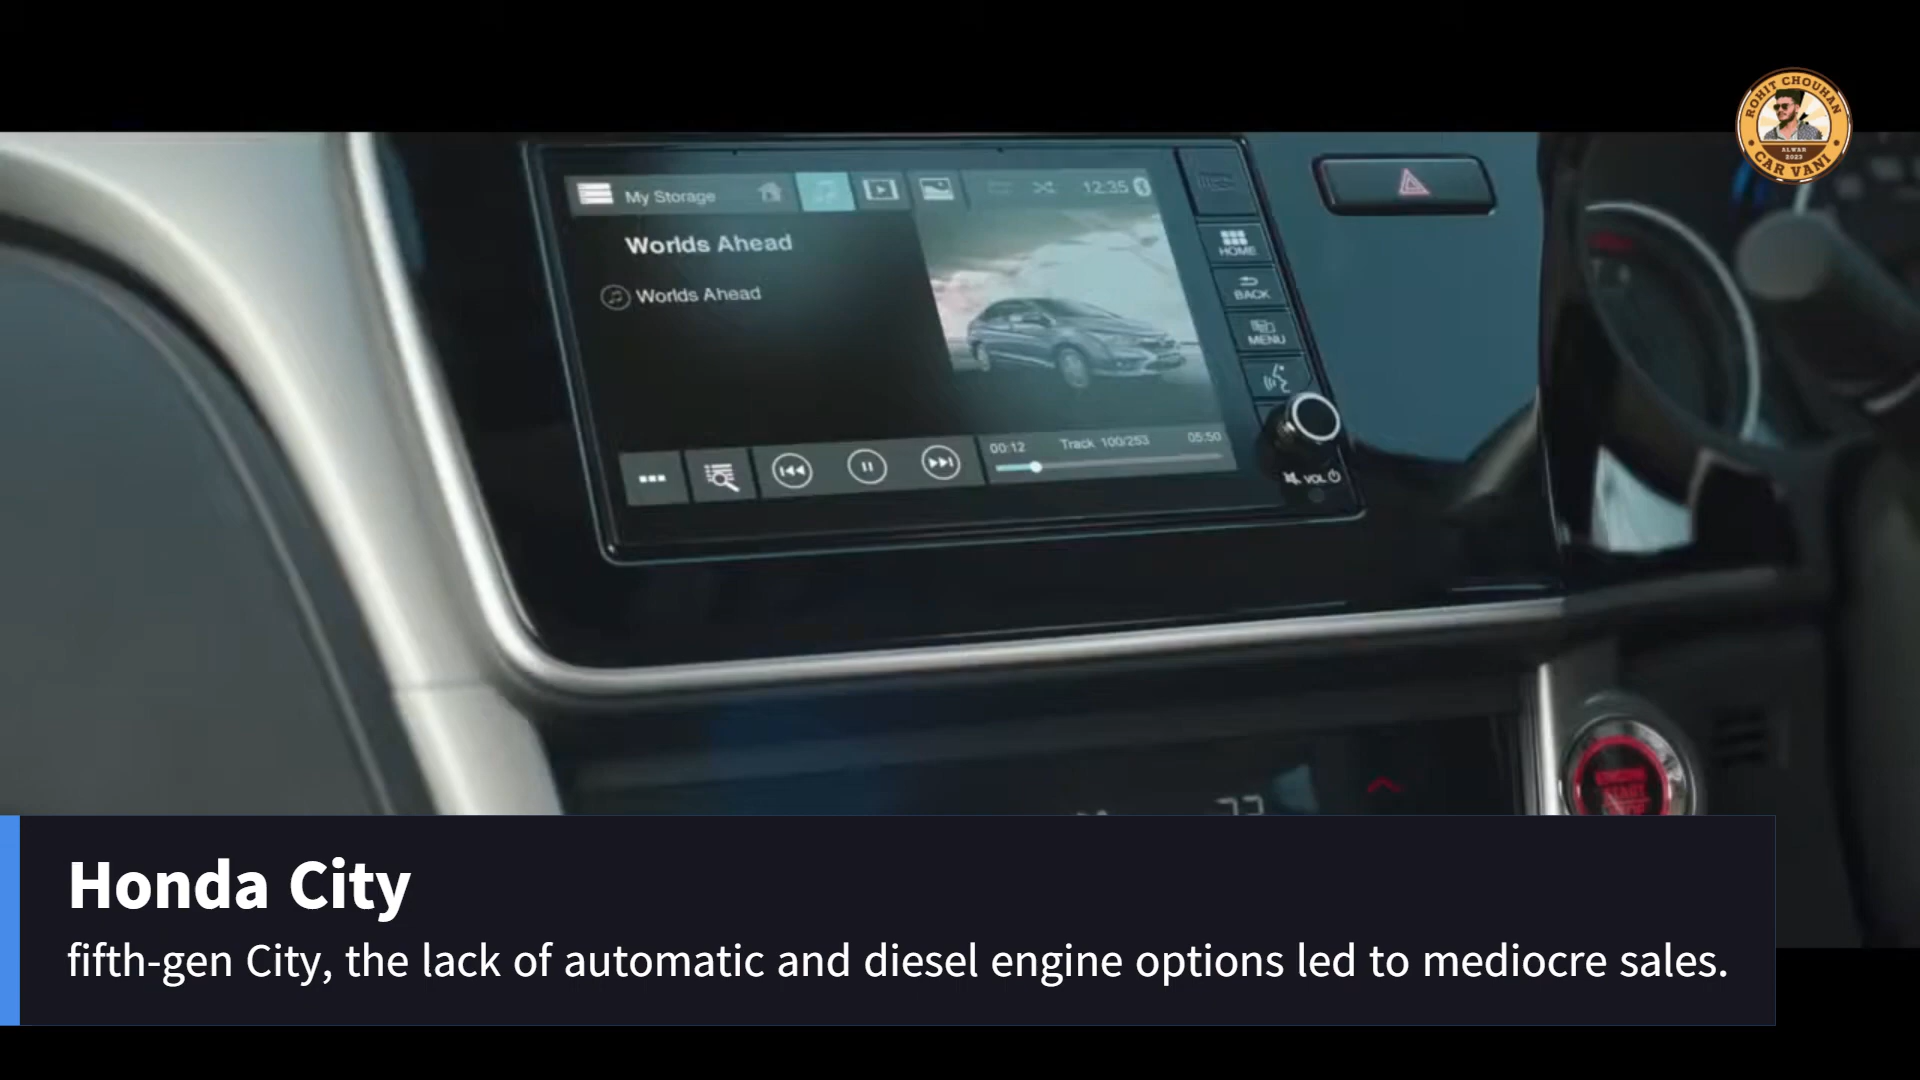 ROHIT CHOUHAN
ALWAR
2023
CAR VANI
My Storage
12:35
Worlds Ahead
Worlds Ahead
HOME
BACK
MENU
00:12 Track 100/253 05:50
VOL
Honda City
fifth-gen City, the lack of automatic and diesel engine options led to mediocre sales.